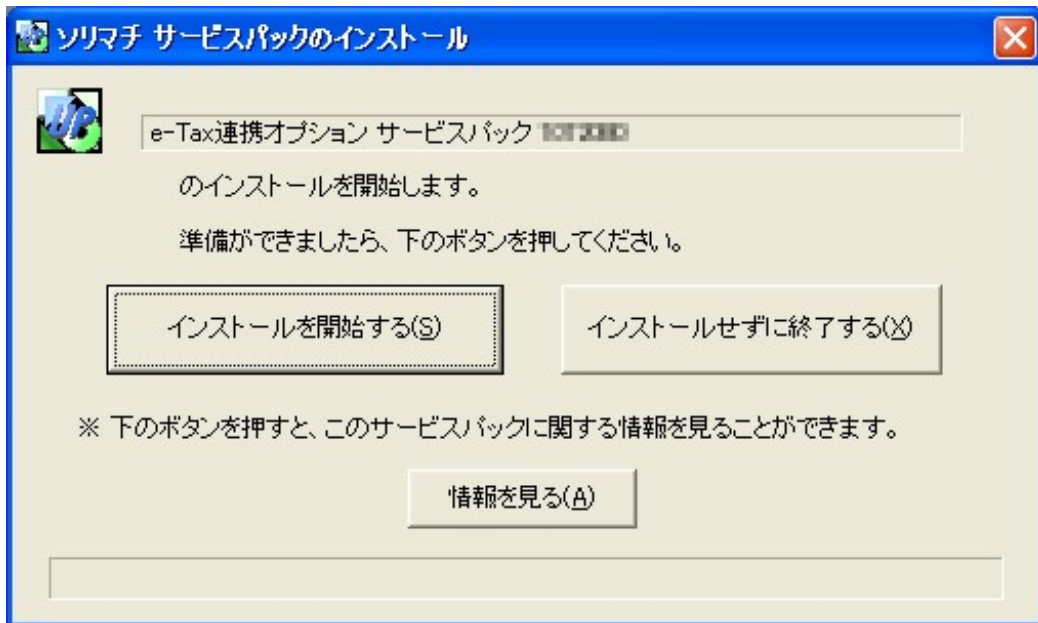 ソリマチ サービスパックのインストール
UP
e-Tax連携オプション サービスパック
のインストールを開始します。
準備ができましたら、下のボタンを押してください。
インストールを開始する(S)
インストールせずに終了する(X)
※ 下のボタンを押すと、このサービスパックに関する情報を見ることができます。
情報を見る(A)